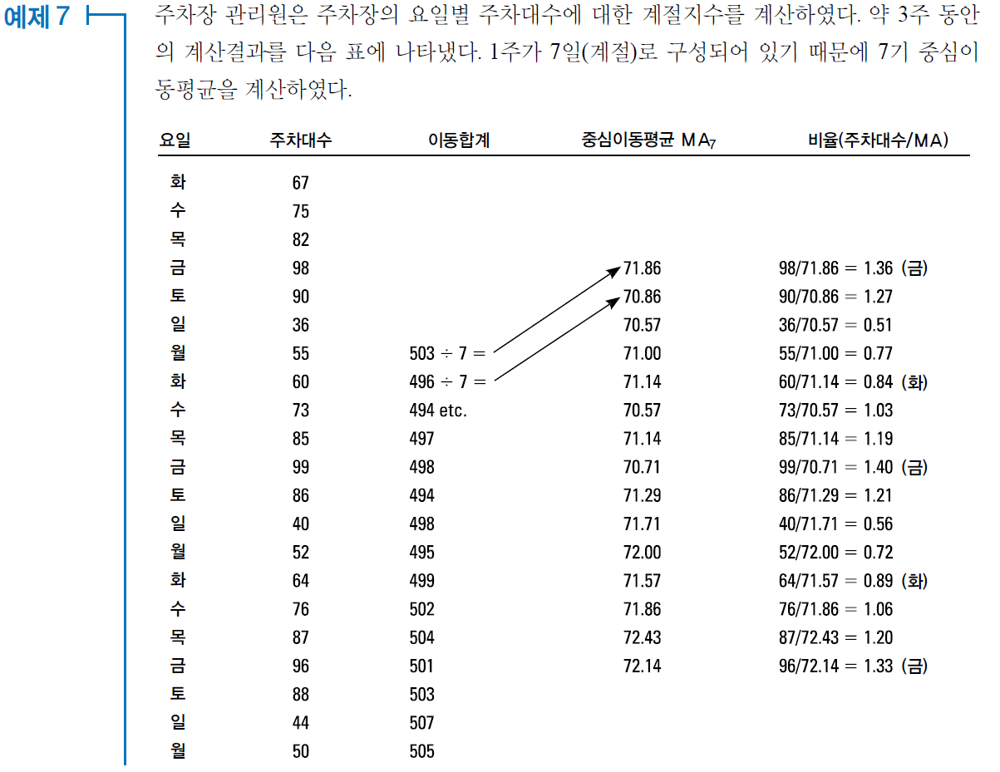 예제 7
주차장 관리원은 주차장의 요일별 주차대수에 대한 계절지수를 계산하였다. 약 3주 동안
의 계산결과를 다음 표에 나타냈다. 1주가 7일(계절)로 구성되어 있기 때문에 7기 중심이
동평균을 계산하였다.
요일 주차대수 이동합계 중심이동평균 MA₇ 비율(주차대수/MA)
화 67
수 75
목 82
금 98 71.86 98/71.86 = 1.36 (금)
토 90 70.86 90/70.86 = 1.27
일 36 70.57 36/70.57 = 0.51
월 55 503 ÷ 7 = 71.00 55/71.00 = 0.77
화 60 496 ÷ 7 = 71.14 60/71.14 = 0.84 (화)
수 73 494 etc. 70.57 73/70.57 = 1.03
목 85 497 71.14 85/71.14 = 1.19
금 99 498 70.71 99/70.71 = 1.40 (금)
토 86 494 71.29 86/71.29 = 1.21
일 40 498 71.71 40/71.71 = 0.56
월 52 495 72.00 52/72.00 = 0.72
화 64 499 71.57 64/71.57 = 0.89 (화)
수 76 502 71.86 76/71.86 = 1.06
목 87 504 72.43 87/72.43 = 1.20
금 96 501 72.14 96/72.14 = 1.33 (금)
토 88 503
일 44 507
월 50 505